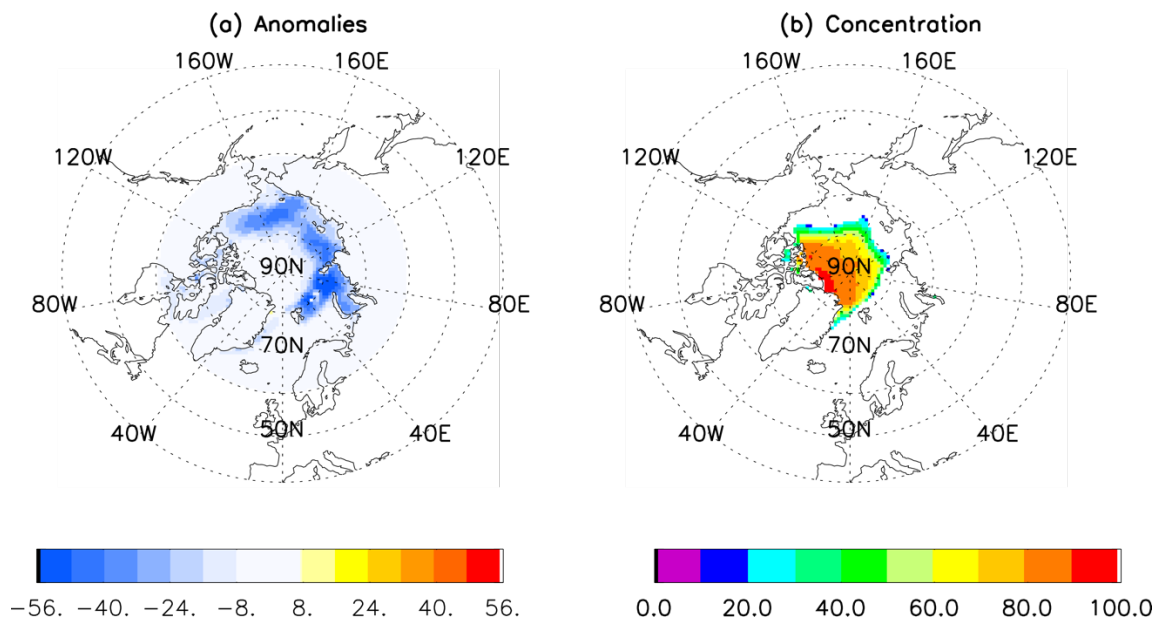 (a) Anomalies
160W 160E
120W 120E
90N
80W 80E
70N
40W 50N 40E
−56. −40. −24. −8. 8. 24. 40. 56.
(b) Concentration
160W 160E
120W 120E
90N
80W 80E
70N
40W 50N 40E
0.0 20.0 40.0 60.0 80.0 100.0